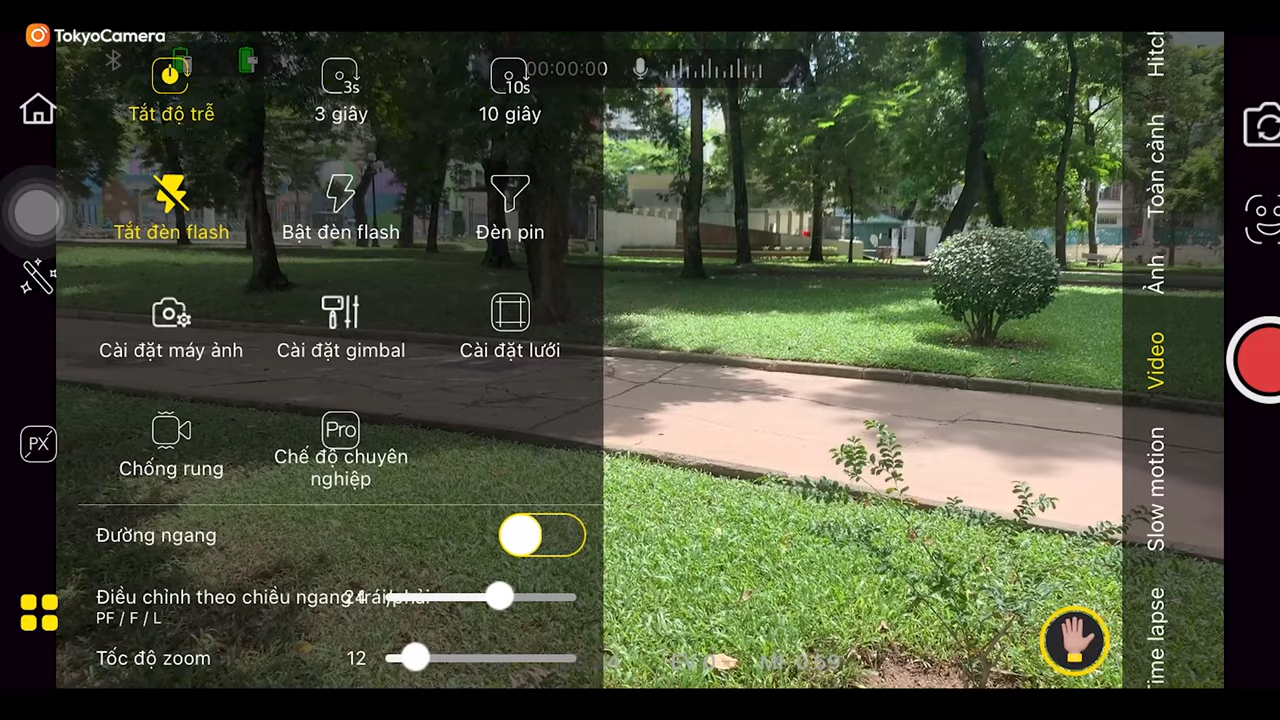 TokyoCamera
00:00:00
Tắt độ trễ
3s
3 giây
10s
10 giây
Tắt đèn flash
Bật đèn flash
Đèn pin
Cài đặt máy ảnh
Cài đặt gimbal
Cài đặt lưới
Chống rung
Pro
Chế độ chuyên
nghiệp
Đường ngang
Điều chỉnh theo chiều ngang trái/phải
24
PF / F / L
Tốc độ zoom
12
PX
Toàn cảnh
Ảnh
Video
Slow motion